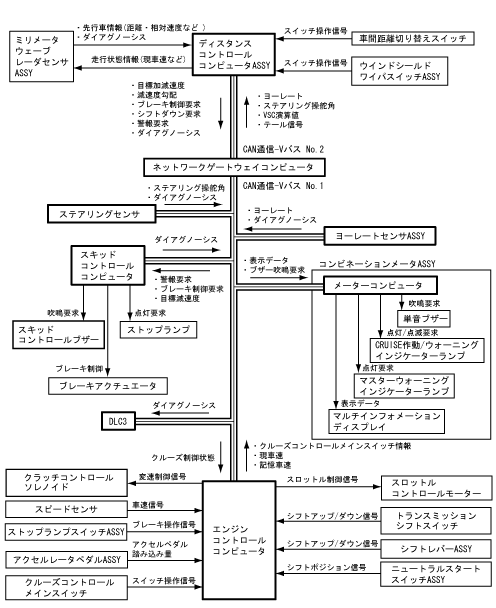 ・先行車情報(距離・相対速度など)
・ダイアグノーシス
ミリメータ
ウェーブ
レーダセンサ
ASSY
走行状態情報(現車速など)
ディスタンス
コントロール
コンピュータASSY
スイッチ操作信号
車間距離切り替えスイッチ
スイッチ操作信号
ウインドシールド
ワイパスイッチASSY
・目標加減速度
・減速度勾配
・ブレーキ制御要求
・シフトダウン要求
・警報要求
・ダイアグノーシス
・ヨーレート
・ステアリング操舵角
・VSC演算値
・テール信号
CAN通信-Vバス No.2
ネットワークゲートウェイコンピュータ
CAN通信-Vバス No.1
・ステアリング操舵角
・ダイアグノーシス
ステアリングセンサ
・ヨーレート
・ダイアグノーシス
ヨーレートセンサASSY
ダイアグノーシス
スキッド
コントロール
コンピュータ
・警報要求
・ブレーキ制御要求
・目標減速度
・表示データ
・ブザー吹鳴要求
コンビネーションメータASSY
メーターコンピュータ
吹鳴要求
点灯要求
スキッド
コントロールブザー
ストップランプ
ブレーキ制御
ブレーキアクチュエータ
吹鳴要求
単音ブザー
点灯/点滅要求
CRUISE作動/ウォーニング
インジケーターランプ
点灯要求
マスターウォーニング
インジケーターランプ
表示データ
マルチインフォメーション
ディスプレイ
ダイアグノーシス
DLC3
クルーズ制御状態
・クルーズコントロールメインスイッチ情報
・現車速
・記憶車速
クラッチコントロール
ソレノイド
変速制御信号
スピードセンサ
車速信号
ストップランプスイッチASSY
ブレーキ操作信号
アクセルレータペダルASSY
アクセルペダル
踏み込み量
クルーズコントロール
メインスイッチ
スイッチ操作信号
エンジン
コントロール
コンピュータ
スロットル制御信号
スロットル
コントロールモーター
シフトアップ/ダウン信号
トランスミッション
シフトスイッチ
シフトアップ/ダウン信号
シフトレバーASSY
シフトポジション信号
ニュートラルスタート
スイッチASSY